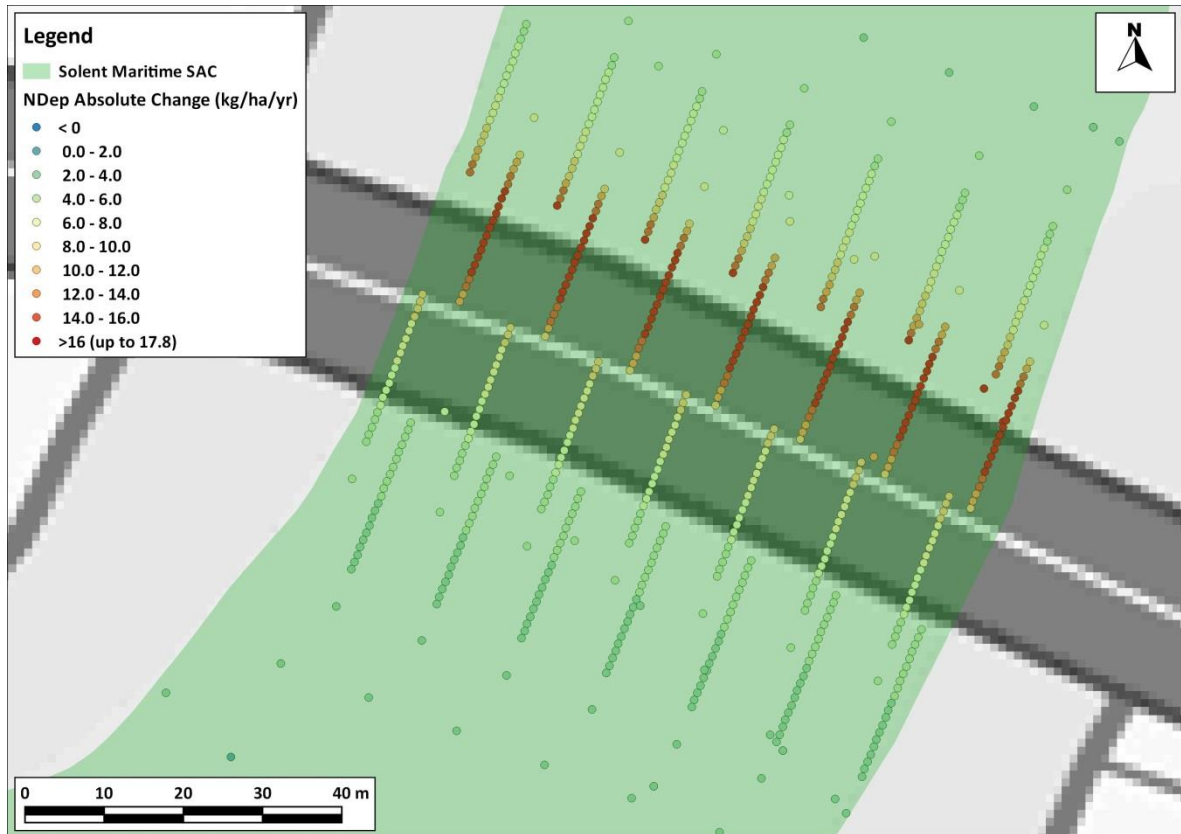 Legend
Solent Maritime SAC
NDep Absolute Change (kg/ha/yr)
< 0
0.0 - 2.0
2.0 - 4.0
4.0 - 6.0
6.0 - 8.0
8.0 - 10.0
10.0 - 12.0
12.0 - 14.0
14.0 - 16.0
>16 (up to 17.8)
N
0 10 20 30 40 m